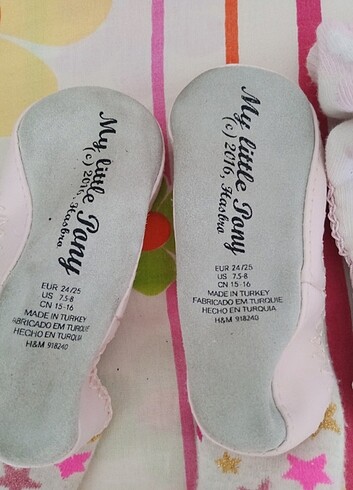 My little Pony
(c) 2016, Hasbro
EUR 24/25
US 7.5-8
CN 15-16
MADE IN TURKEY
FABRICADO EM TURQUIE
HECHO EN TURQUIA
H&M 918240
My little Pony
(c) 2016, Hasbro
EUR 24/25
US 7.5-8
CN 15-16
MADE IN TURKEY
FABRICADO EM TURQUIE
HECHO EN TURQUIA
H&M 918240